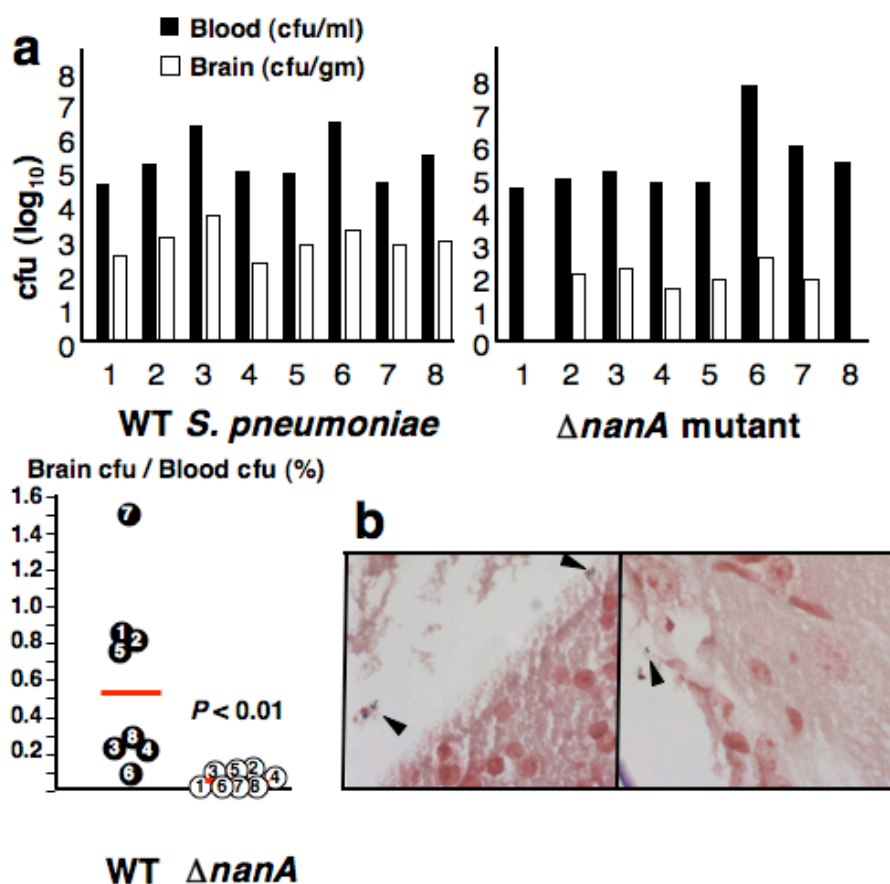 a
Blood (cfu/ml)
Brain (cfu/gm)
cfu (log10)
8
7
6
5
4
3
2
1
0
1 2 3 4 5 6 7 8
WT S. pneumoniae
8
7
6
5
4
3
2
1
0
1 2 3 4 5 6 7 8
ΔnanA mutant
Brain cfu / Blood cfu (%)
1.6
1.4
1.2
1.0
0.8
0.6
0.4
0.2
7
1 2
5
3 8 4
6
P < 0.01
3 5 2 4
1 6 7 8
WT ΔnanA
b